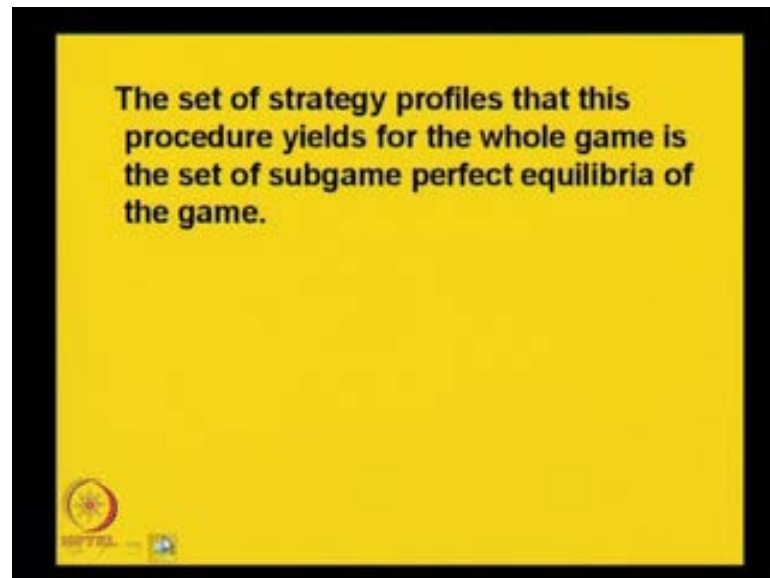 The set of strategy profiles that this
procedure yields for the whole game is
the set of subgame perfect equilibria of
the game.
NPTEL